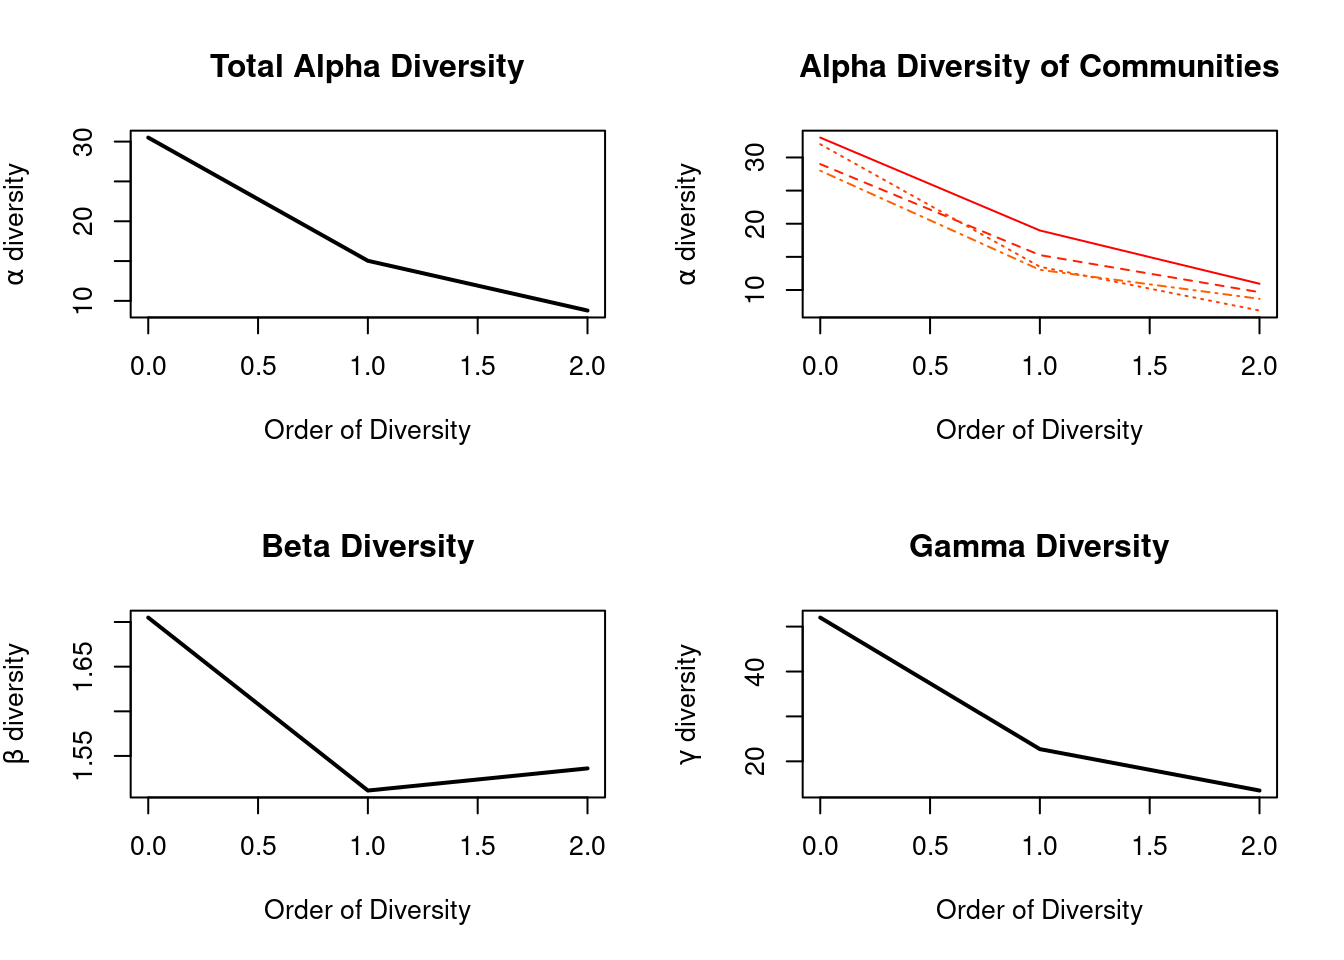 Total Alpha Diversity
α diversity
30
20
10
0.0 0.5 1.0 1.5 2.0
Order of Diversity
Alpha Diversity of Communities
α diversity
30
20
10
0.0 0.5 1.0 1.5 2.0
Order of Diversity
Beta Diversity
β diversity
1.65
1.55
0.0 0.5 1.0 1.5 2.0
Order of Diversity
Gamma Diversity
γ diversity
40
20
0.0 0.5 1.0 1.5 2.0
Order of Diversity